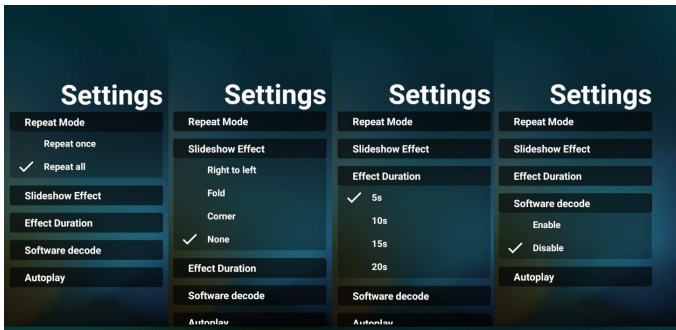 Settings
Repeat Mode
Repeat once
Repeat all
Slideshow Effect
Effect Duration
Software decode
Autoplay
Settings
Repeat Mode
Slideshow Effect
Right to left
Fold
Corner
None
Effect Duration
Software decode
Autoplay
Settings
Repeat Mode
Slideshow Effect
Effect Duration
5s
10s
15s
20s
Software decode
Autoplay
Settings
Repeat Mode
Slideshow Effect
Effect Duration
Software decode
Enable
Disable
Autoplay